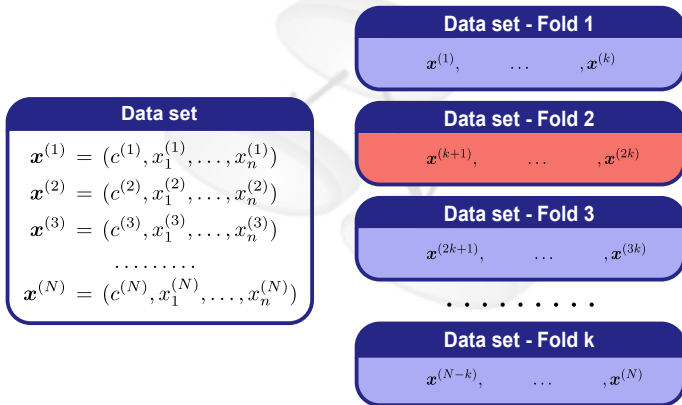 Data set
𝒙^(1) = (c^(1), x_1^(1), . . . , x_n^(1))
𝒙^(2) = (c^(2), x_1^(2), . . . , x_n^(2))
𝒙^(3) = (c^(3), x_1^(3), . . . , x_n^(3))
. . . . . . . . .
𝒙^(N) = (c^(N), x_1^(N), . . . , x_n^(N))
Data set - Fold 1
𝒙^(1), . . . , 𝒙^(k)
Data set - Fold 2
𝒙^(k+1), . . . , 𝒙^(2k)
Data set - Fold 3
𝒙^(2k+1), . . . , 𝒙^(3k)
. . . . . . . . .
Data set - Fold k
𝒙^(N−k), . . . , 𝒙^(N)